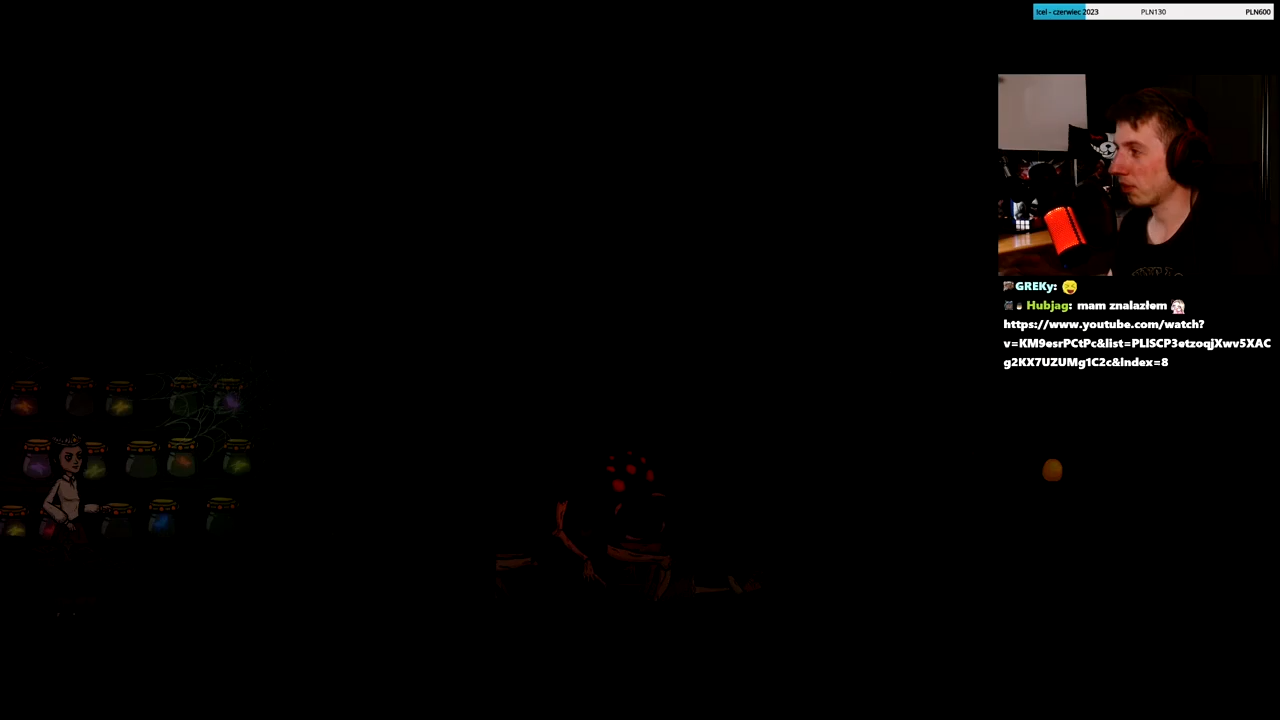 Icel - czerwiec 2023 PLN130 PLN600
GREKy:
Hubjag: mam znalazłem
https://www.youtube.com/watch?
v=KM9esrPCtPc&list=PLlSCP3etzoqjXwv5XAC
g2KX7UZUMg1C2c&index=8